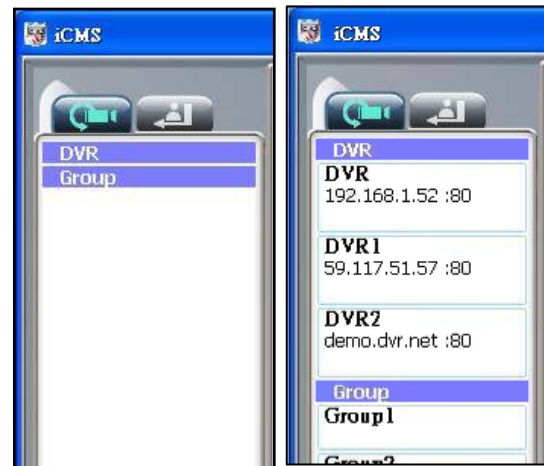 iCMS
DVR
Group
iCMS
DVR
DVR
192.168.1.52 :80
DVR1
59.117.51.57 :80
DVR2
demo.dvr.net :80
Group
Group1
Group2